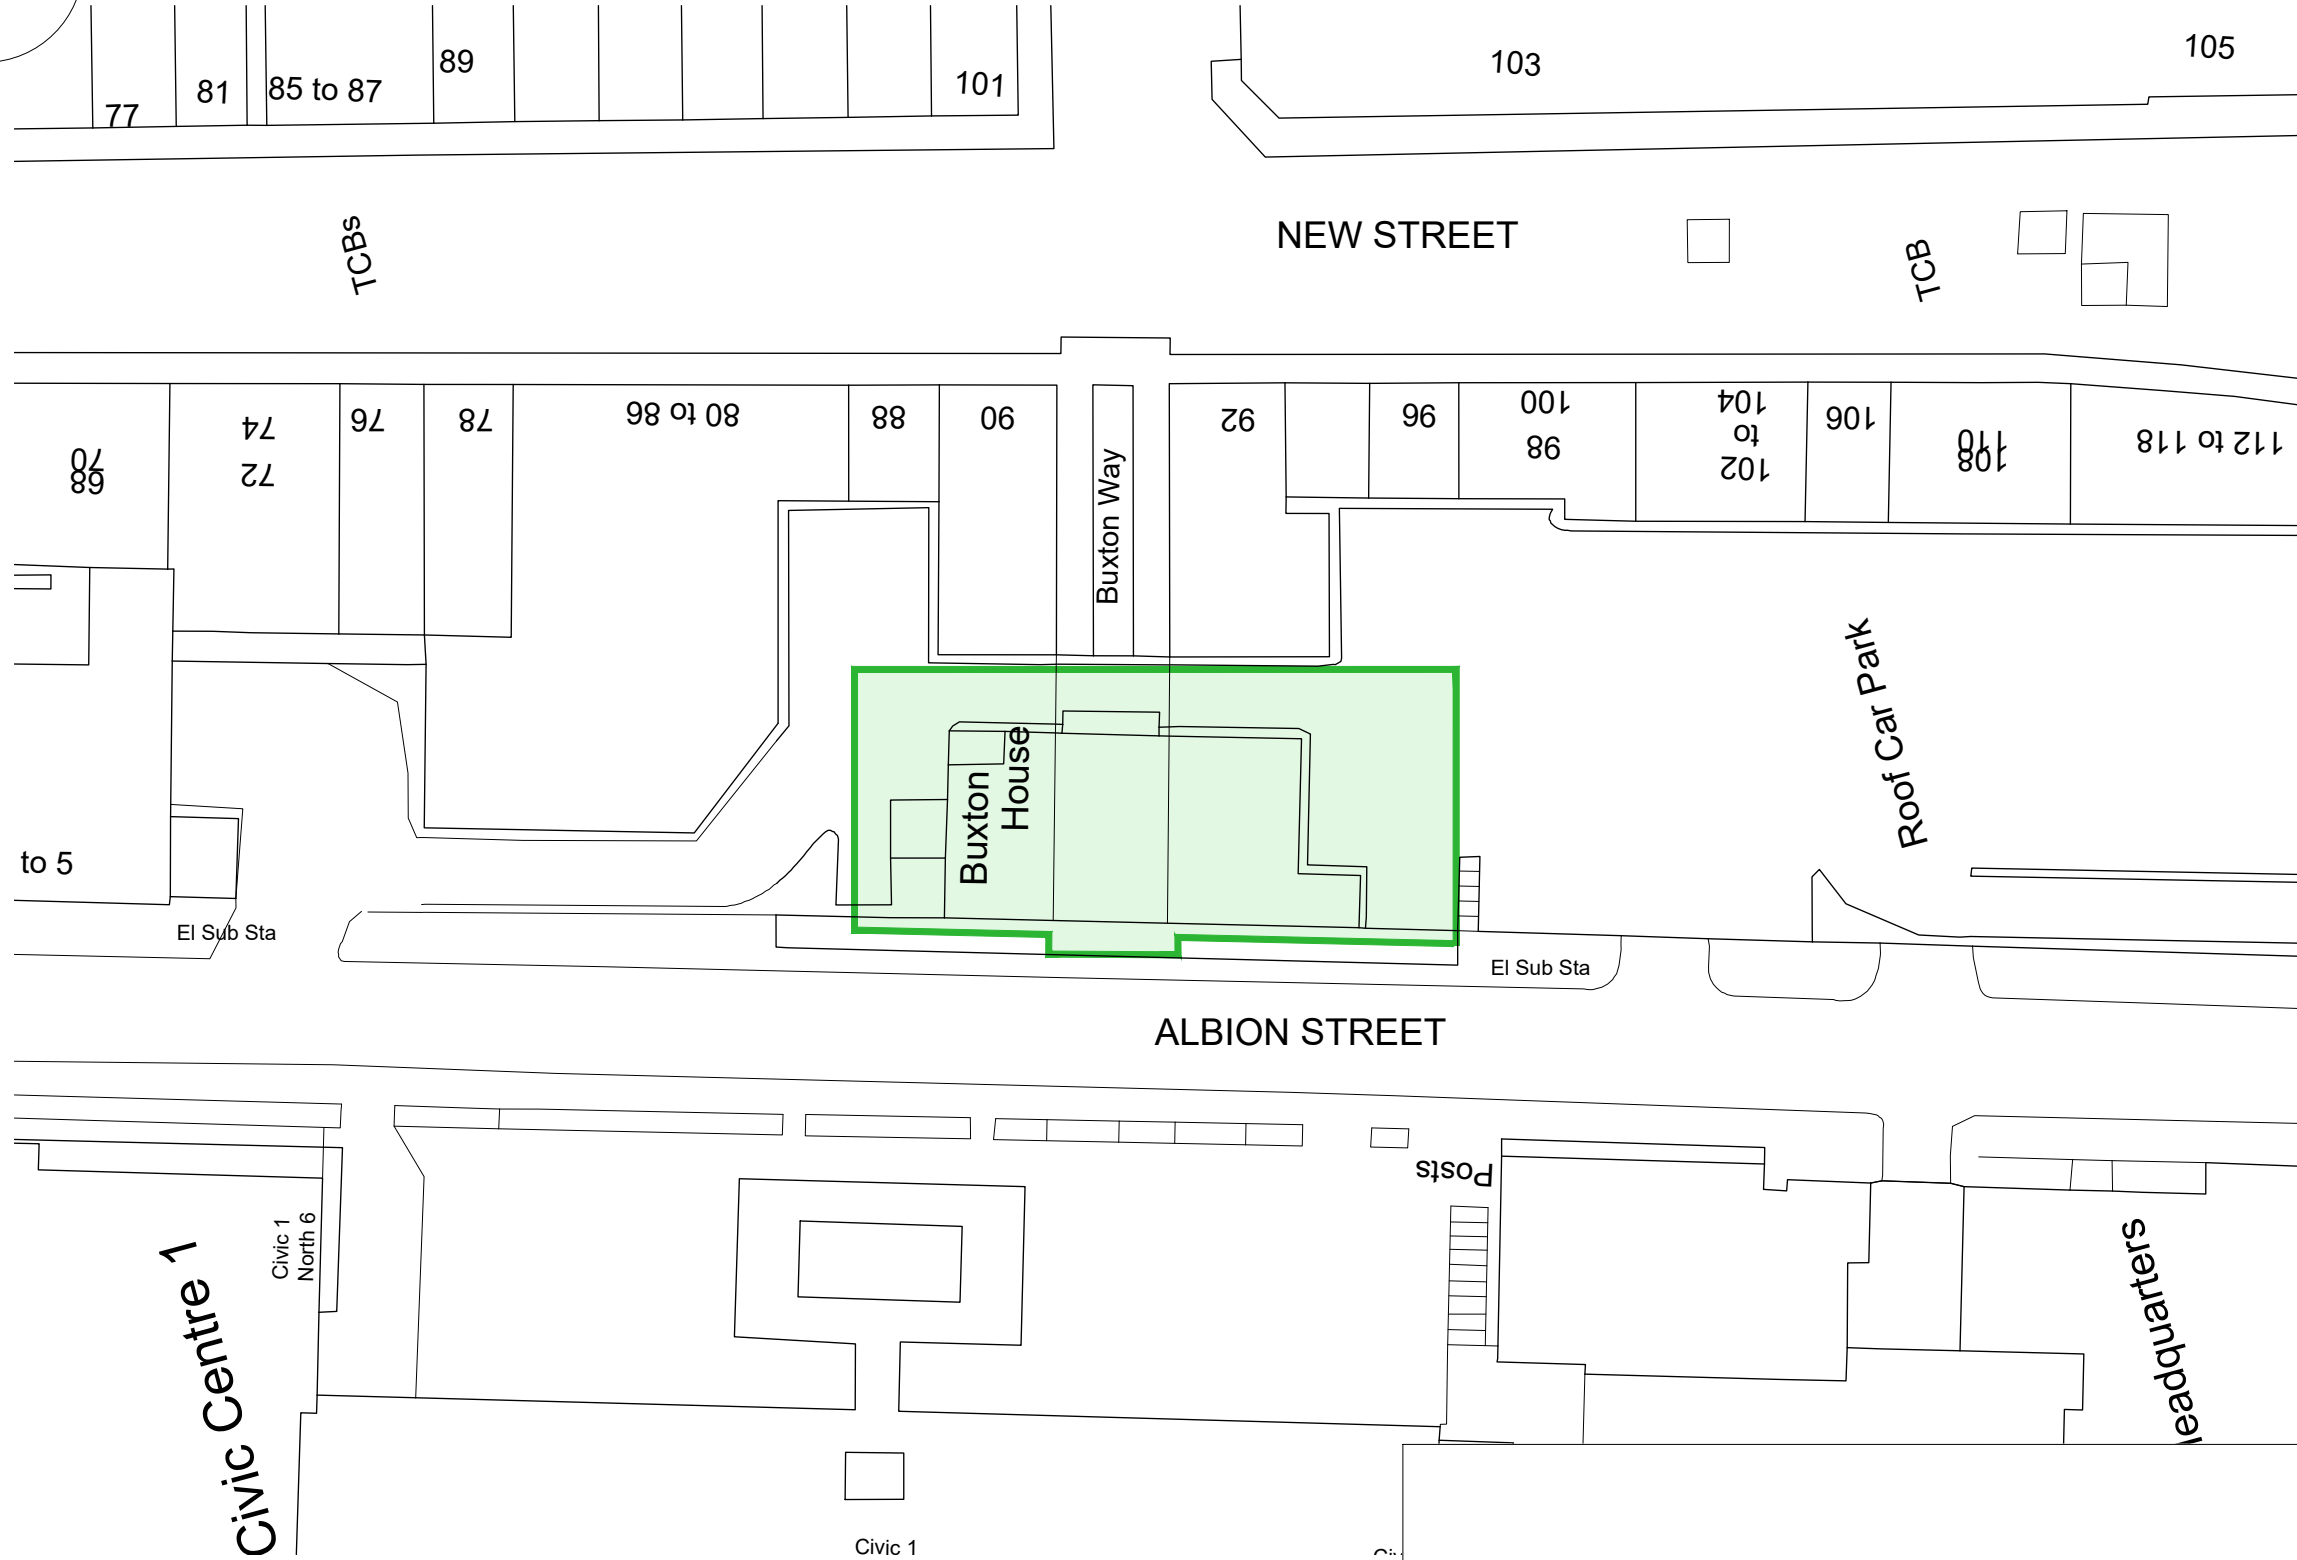 105
103
89
101
81
85 to 87
77
NEW STREET
TCBs
TCB
74
72
70
68
76
78
80 to 86
88
90
92
96
100
98
104
to
102
106
110
108
112 to 118
Buxton Way
Roof Car Park
Buxton
House
to 5
El Sub Sta
El Sub Sta
ALBION STREET
Posts
Civic 1
North 6
Civic Centre 1
leadquarters
Civic 1